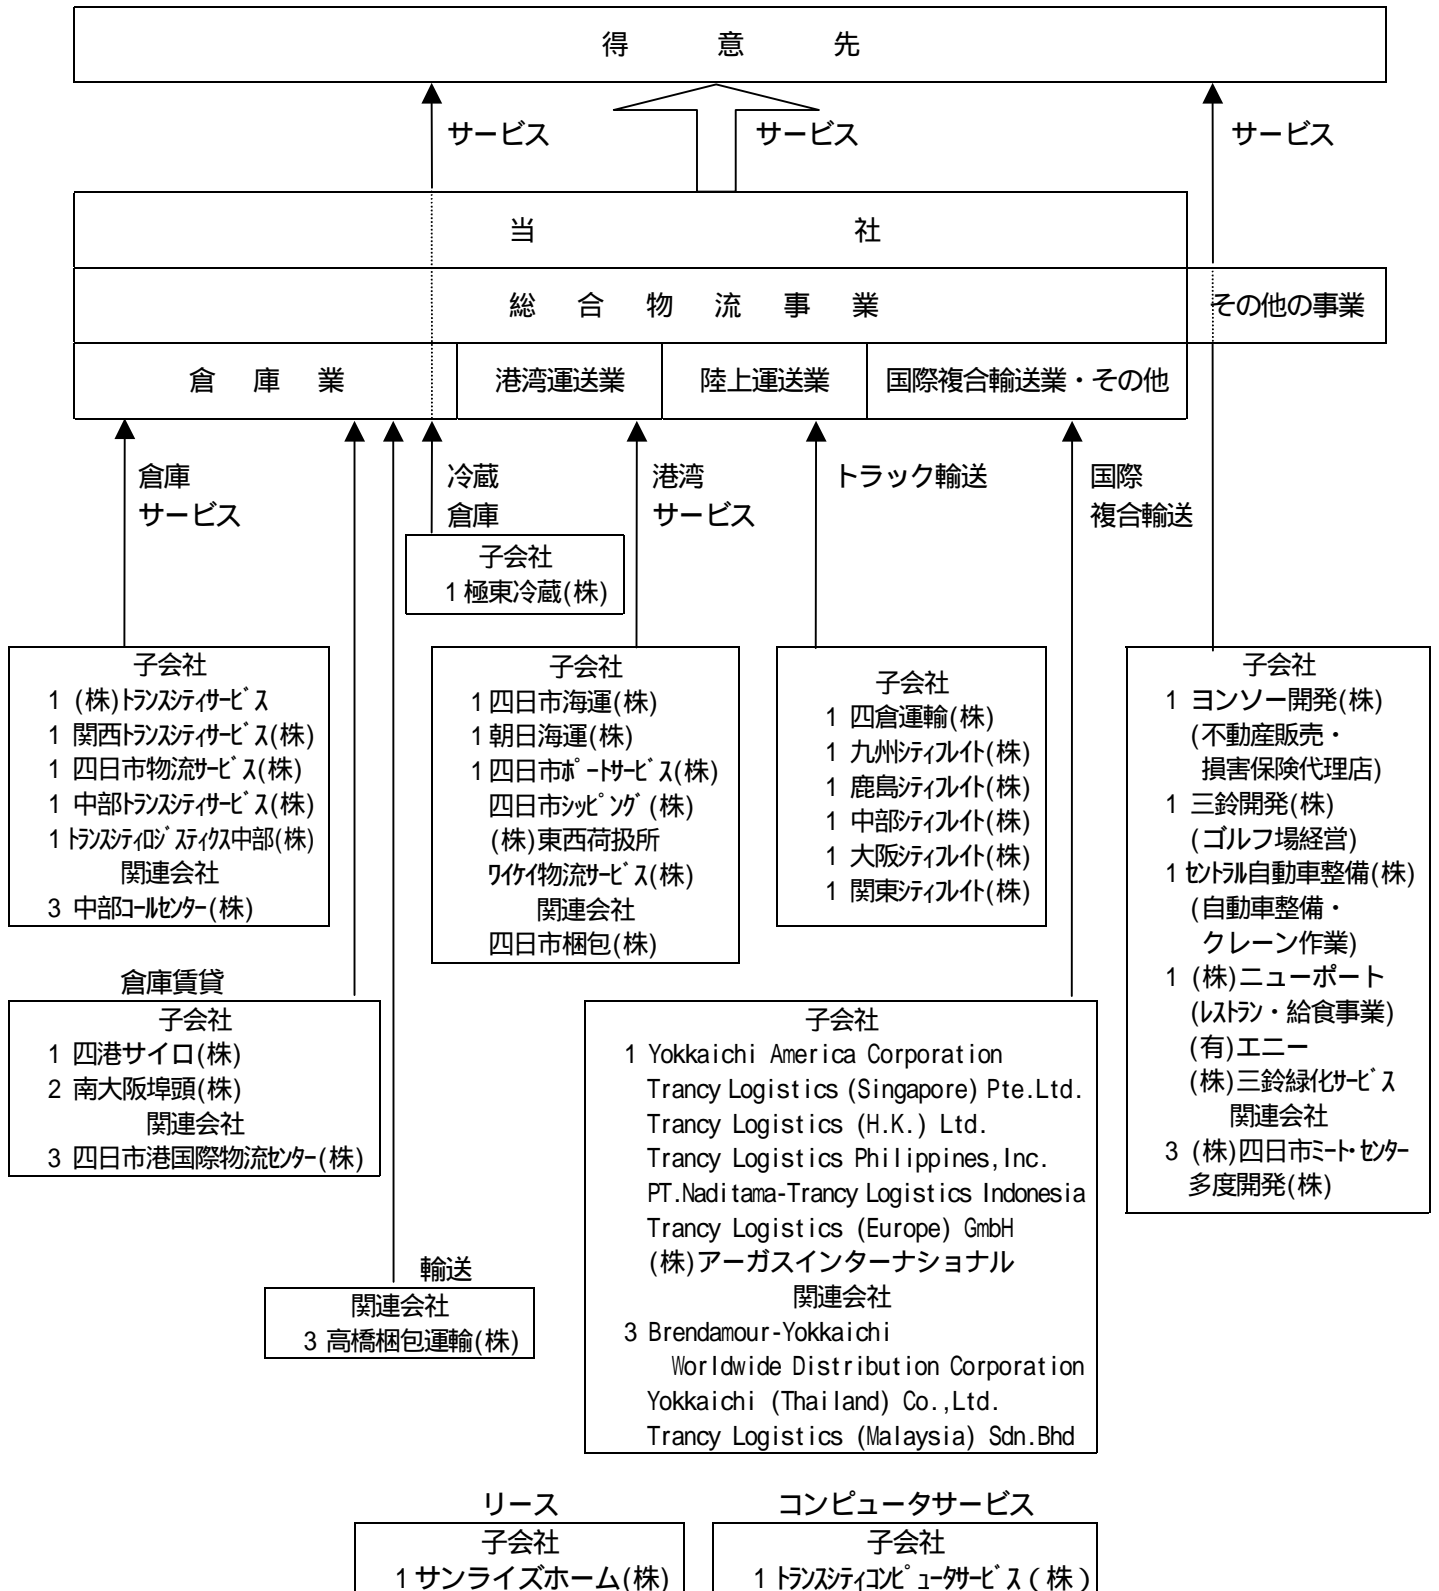 得意先
サービス
サービス
サービス
当社
総合物流事業
その他の事業
倉庫業
港湾運送業
陸上運送業
国際複合輸送業・その他
倉庫
サービス
冷蔵
倉庫
港湾
サービス
トラック輸送
国際
複合輸送
子会社
1 極東冷蔵(株)
子会社
1 (株)ﾄﾗﾝｽｼﾃｨｻｰﾋﾞｽ
1 関西ﾄﾗﾝｽｼﾃｨｻｰﾋﾞｽ(株)
1 四日市物流ｻｰﾋﾞｽ(株)
1 中部ﾄﾗﾝｽｼﾃｨｻｰﾋﾞｽ(株)
1 ﾄﾗﾝｽｼﾃｨﾛｼﾞｽﾃｨｸｽ中部(株)
関連会社
3 中部ｺｰﾙｾﾝﾀｰ(株)
子会社
1 四日市海運(株)
1 朝日海運(株)
1 四日市ﾎﾟｰﾄｻｰﾋﾞｽ(株)
四日市ｼｯﾋﾟﾝｸﾞ(株)
(株)東西荷扱所
ﾜｲｹｲ物流ｻｰﾋﾞｽ(株)
関連会社
四日市梱包(株)
子会社
1 四倉運輸(株)
1 九州ｼﾃｨﾌﾚｲﾄ(株)
1 鹿島ｼﾃｨﾌﾚｲﾄ(株)
1 中部ｼﾃｨﾌﾚｲﾄ(株)
1 大阪ｼﾃｨﾌﾚｲﾄ(株)
1 関東ｼﾃｨﾌﾚｲﾄ(株)
子会社
1 ヨンソー開発(株)
(不動産販売・
損害保険代理店)
1 三鈴開発(株)
(ゴルフ場経営)
1 ｾﾝﾄﾗﾙ自動車整備(株)
(自動車整備・
クレーン作業)
1 (株)ニューポート
(ﾚｽﾄﾗﾝ・給食事業)
(有)エニー
(株)三鈴緑化ｻｰﾋﾞｽ
関連会社
3 (株)四日市ﾐｰﾄ･ｾﾝﾀｰ
多度開発(株)
倉庫賃貸
子会社
1 四港サイロ(株)
2 南大阪埠頭(株)
関連会社
3 四日市港国際物流ｾﾝﾀｰ(株)
子会社
1 Yokkaichi America Corporation
Trancy Logistics (Singapore) Pte.Ltd.
Trancy Logistics (H.K.) Ltd.
Trancy Logistics Philippines,Inc.
PT.Naditama-Trancy Logistics Indonesia
Trancy Logistics (Europe) GmbH
(株)アーガスインターナショナル
関連会社
3 Brendamour-Yokkaichi
Worldwide Distribution Corporation
Yokkaichi (Thailand) Co.,Ltd.
Trancy Logistics (Malaysia) Sdn.Bhd
輸送
関連会社
3 高橋梱包運輸(株)
リース
子会社
1 サンライズホーム(株)
コンピュータサービス
子会社
1 ﾄﾗﾝｽｼﾃｨｺﾝﾋﾟｭｰﾀｻｰﾋﾞｽ(株)